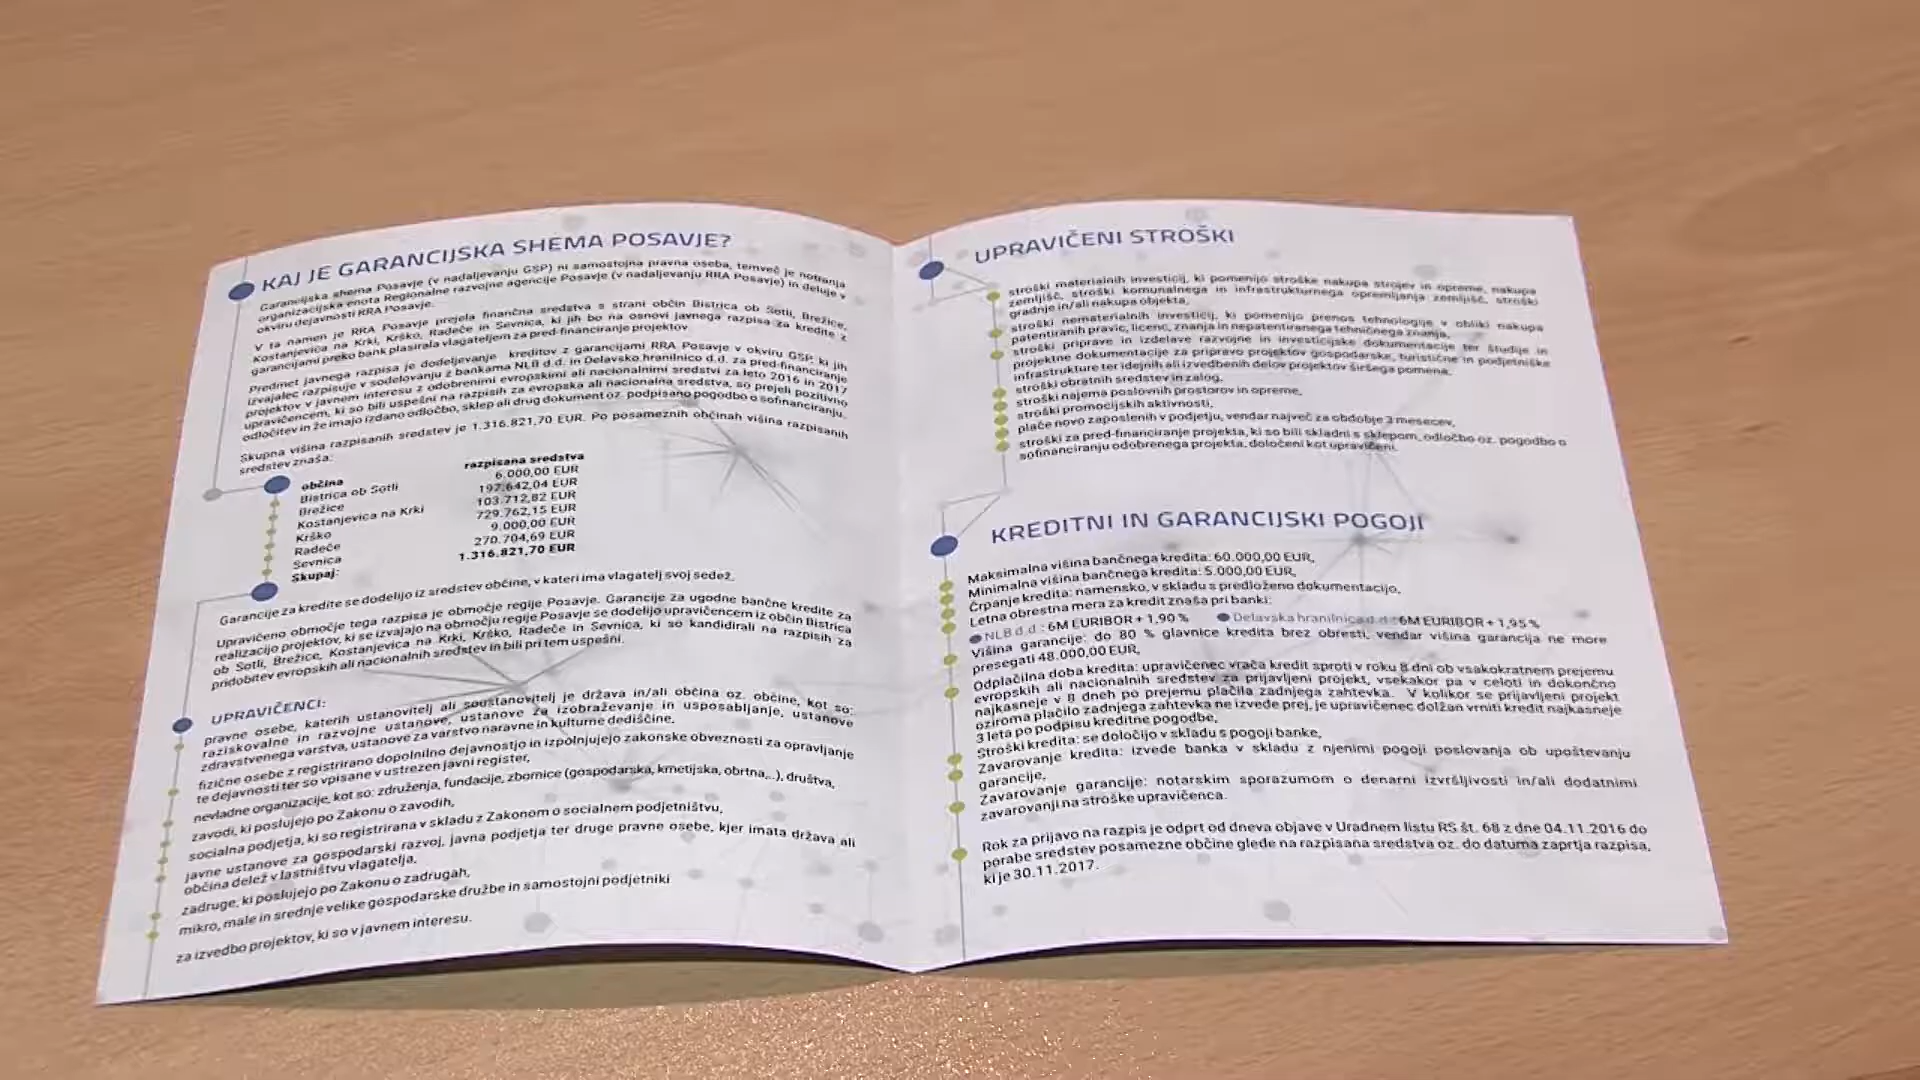 KAJ JE GARANCIJSKA SHEMA POSAVJE?
Garancijska shema Posavje (v nadaljevanju GSP) ni samostojna pravna oseba, temveč je notranja
organizacijska enota Regionalne razvojne agencije Posavje (v nadaljevanju RRA Posavje) in deluje v
okviru dejavnosti RRA Posavje.
V ta namen je RRA Posavje prejela finančna sredstva s strani občin Bistrica ob Sotli, Brežice,
Kostanjevica na Krki, Krško, Radeče in Sevnica, ki jih bo na osnovi javnega razpisa za kredite z
garancijami preko bank plasirala vlagateljem za pred-financiranje projektov.
Predmet javnega razpisa je dodeljevanje kreditov z garancijami RRA Posavje v okviru GSP, ki jih
izvajalec razpisuje v sodelovanju z bankama NLB d.d. in Delavsko hranilnico d.d. za pred-financiranje
projektov v javnem interesu z odobrenimi evropskimi ali nacionalnimi sredstvi za leto 2016 in 2017
upravičencem, ki so bili uspešni na razpisih za evropska ali nacionalna sredstva, so prejeli pozitivno
odločitev in že imajo izdano odločbo, sklep ali drug dokument oz. podpisano pogodbo o sofinanciranju.
Skupna višina razpisanih sredstev je 1.316.821,70 EUR. Po posameznih občinah višina razpisanih
sredstev znaša:
občina razpisana sredstva
Bistrica ob Sotli 6.000,00 EUR
Brežice 197.642,04 EUR
Kostanjevica na Krki 103.712,82 EUR
Krško 729.762,15 EUR
Radeče 9.000,00 EUR
Sevnica 270.704,69 EUR
Skupaj: 1.316.821,70 EUR
Garancije za kredite se dodelijo iz sredstev občine, v kateri ima vlagatelj svoj sedež.
Upravičeno območje tega razpisa je območje regije Posavje. Garancije za ugodne bančne kredite za
realizacijo projektov, ki se izvajajo na območju regije Posavje se dodelijo upravičencem iz občin Bistrica
ob Sotli, Brežice, Kostanjevica na Krki, Krško, Radeče in Sevnica, ki so kandidirali na razpisih za
pridobitev evropskih ali nacionalnih sredstev in bili pri tem uspešni.
UPRAVIČENCI:
pravne osebe, katerih ustanovitelj ali soustanovitelj je država in/ali občina oz. občine, kot so:
raziskovalne in razvojne ustanove, ustanove za izobraževanje in usposabljanje, ustanove
zdravstvenega varstva, ustanove za varstvo naravne in kulturne dediščine,
fizične osebe z registrirano dopolnilno dejavnostjo in izpolnjujejo zakonske obveznosti za opravljanje
te dejavnosti ter so vpisane v ustrezen javni register,
nevladne organizacije, kot so: združenja, fundacije, zbornice (gospodarska, kmetijska, obrtna,..), društva,
zavodi, ki poslujejo po Zakonu o zavodih,
socialna podjetja, ki so registrirana v skladu z Zakonom o socialnem podjetništvu,
javne ustanove za gospodarski razvoj, javna podjetja ter druge pravne osebe, kjer imata država ali
občina delež v lastništvu vlagatelja,
zadruge, ki poslujejo po Zakonu o zadrugah,
mikro, male in srednje velike gospodarske družbe in samostojni podjetniki
za izvedbo projektov, ki so v javnem interesu.
UPRAVIČENI STROŠKI
stroški materialnih investicij, ki pomenijo stroške nakupa strojev in opreme, nakupa
zemljišč, stroški komunalnega in infrastrukturnega opremljanja zemljišč, stroški
gradnje in/ali nakupa objekta,
stroški nematerialnih investicij, ki pomenijo prenos tehnologije v obliki nakupa
patentiranih pravic, licenc, znanja in nepatentiranega tehničnega znanja,
stroški priprave in izdelave razvojne in investicijske dokumentacije ter študije in
projektne dokumentacije za pripravo projektov gospodarske, turistične in podjetniške
infrastrukture ter idejnih ali izvedbenih delov projektov širšega pomena,
stroški obratnih sredstev in zalog,
stroški najema poslovnih prostorov in opreme,
stroški promocijskih aktivnosti,
plače novo zaposlenih v podjetju, vendar največ za obdobje 3 mesecev,
stroški za pred-financiranje projekta, ki so bili skladni s sklepom, odločbo oz. pogodbo o
sofinanciranju odobrenega projekta, določeni kot upravičeni.
KREDITNI IN GARANCIJSKI POGOJI
Maksimalna višina bančnega kredita: 60.000,00 EUR,
Minimalna višina bančnega kredita: 5.000,00 EUR,
Črpanje kredita: namensko, v skladu s predloženo dokumentacijo,
Letna obrestna mera za kredit znaša pri banki:
NLB d.d.: 6M EURIBOR + 1,90 % Delavska hranilnica d.d.: 6M EURIBOR + 1,95 %
Višina garancije: do 80 % glavnice kredita brez obresti, vendar višina garancije ne more
presegati 48.000,00 EUR,
Odplačilna doba kredita: upravičenec vrača kredit sproti v roku 8 dni ob vsakokratnem prejemu
evropskih ali nacionalnih sredstev za prijavljeni projekt, vsekakor pa v celoti in dokončno
najkasneje v 8 dneh po prejemu plačila zadnjega zahtevka. V kolikor se prijavljeni projekt
oziroma plačilo zadnjega zahtevka ne izvede prej, je upravičenec dolžan vrniti kredit najkasneje
3 leta po podpisu kreditne pogodbe,
Stroški kredita: se določijo v skladu s pogoji banke,
Zavarovanje kredita: izvede banka v skladu z njenimi pogoji poslovanja ob upoštevanju
garancije,
Zavarovanje garancije: notarskim sporazumom o denarni izvršljivosti in/ali dodatnimi
zavarovanji na stroške upravičenca.
Rok za prijavo na razpis je odprt od dneva objave v Uradnem listu RS št. 68 z dne 04.11.2016 do
porabe sredstev posamezne občine glede na razpisana sredstva oz. do datuma zaprtja razpisa,
ki je 30.11.2017.